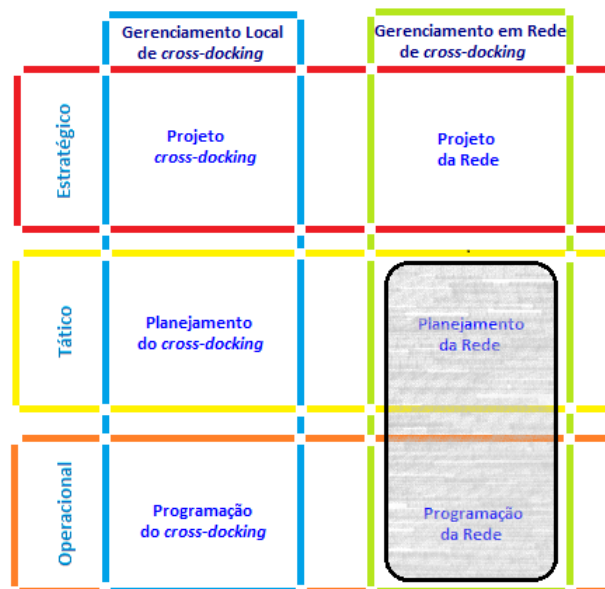 Gerenciamento Local
de cross-docking
Gerenciamento em Rede
de cross-docking
Estratégico
Projeto
cross-docking
Projeto
da Rede
Tático
Planejamento
do cross-docking
Planejamento
da Rede
Operacional
Programação
do cross-docking
Programação
da Rede